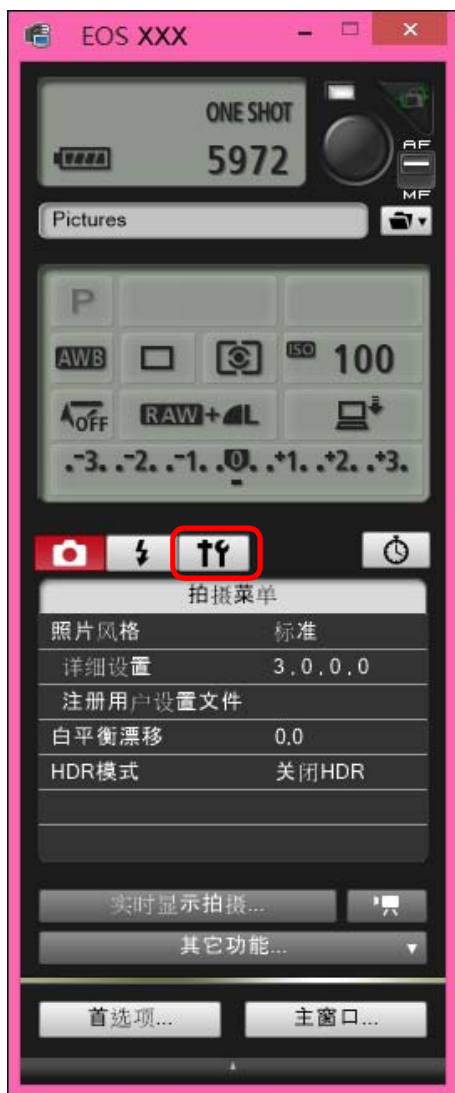 EOS XXX
ONE SHOT
5972
AF
MF
Pictures
P
AWB ISO 100
OFF RAW+L
.-3. .-2. .-1. .0. .+1. .+2. .+3.
拍摄菜单
照片风格 标准
详细设置 3,0,0,0
注册用户设置文件
白平衡漂移 0,0
HDR模式 关闭HDR
实时显示拍摄...
其它功能...
首选项... 主窗口...